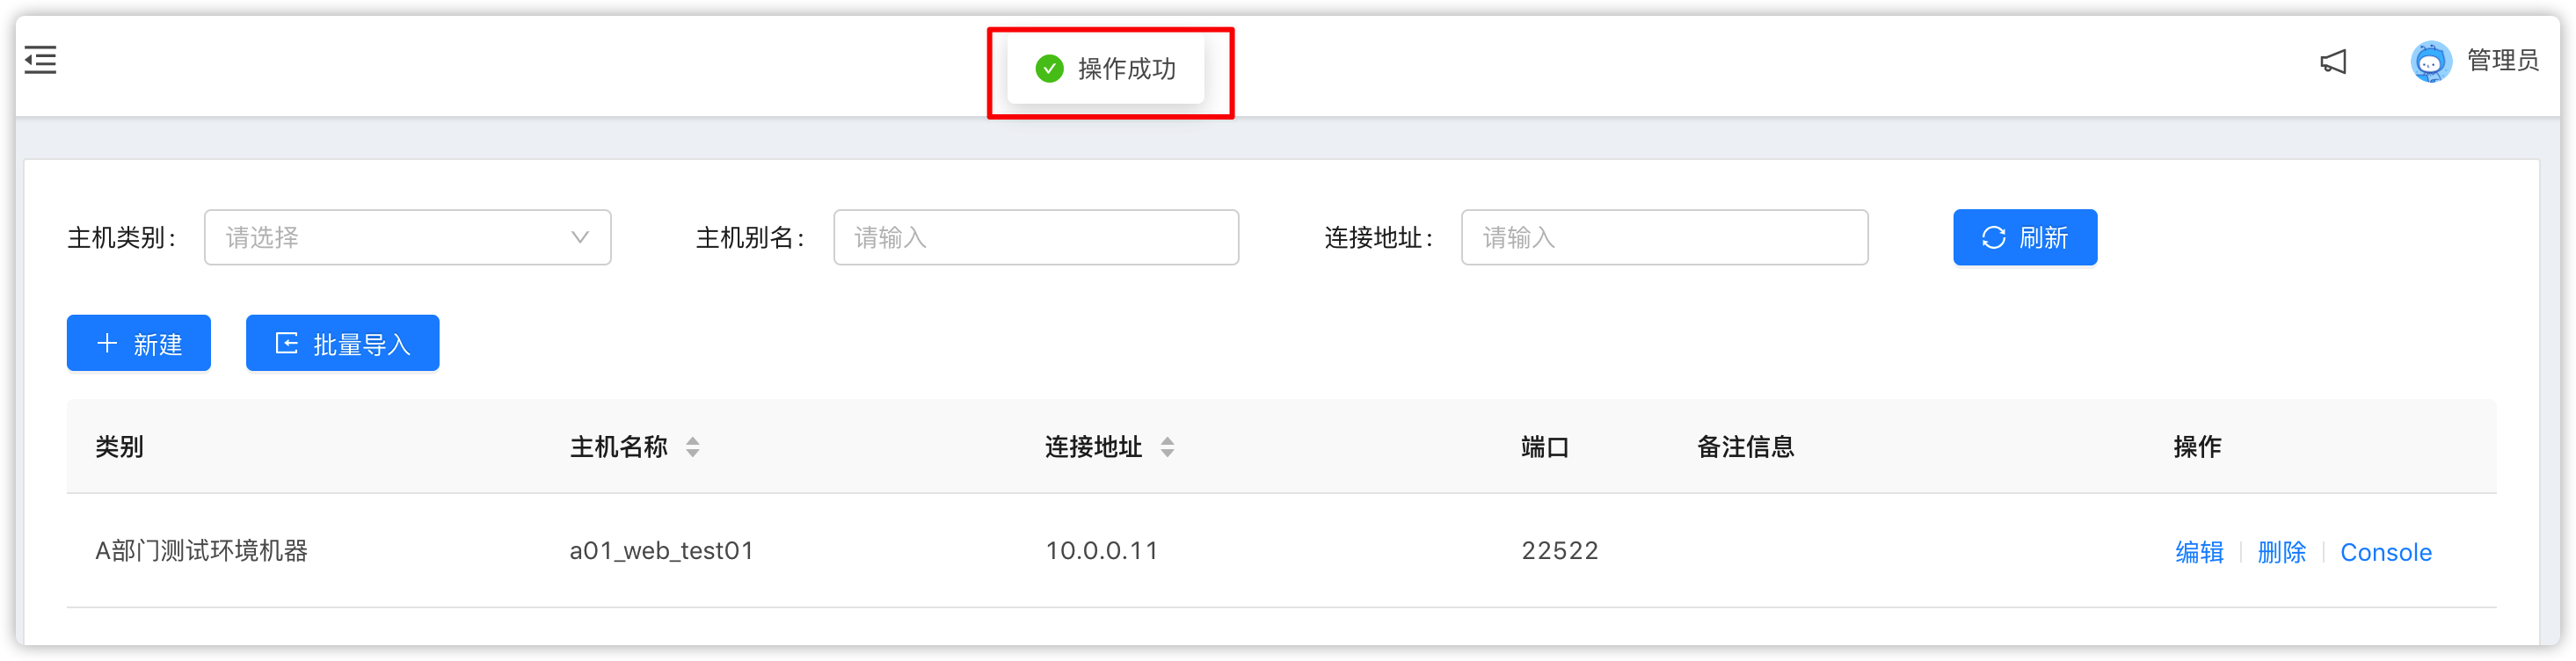 操作成功
管理员
主机类别： 请选择 主机别名： 请输入 连接地址： 请输入 刷新
新建 批量导入
类别 主机名称 连接地址 端口 备注信息 操作
A部门测试环境机器 a01_web_test01 10.0.0.11 22522 编辑 删除 Console